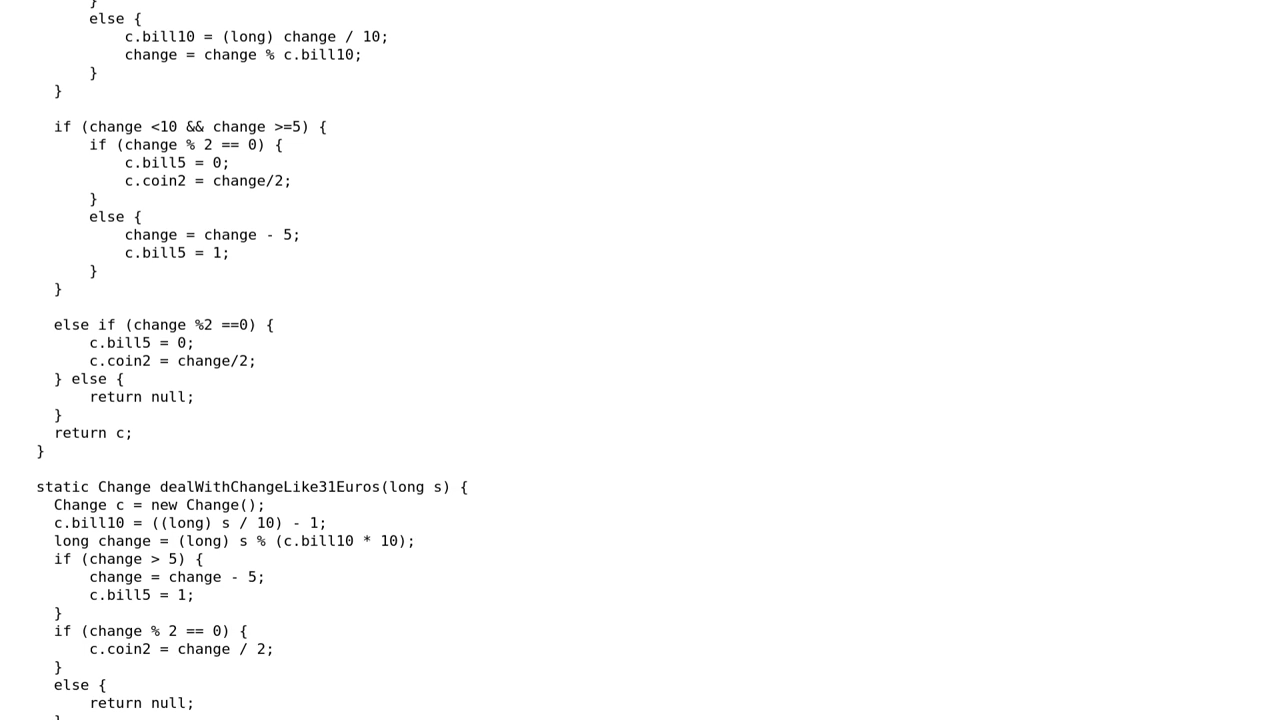 }
else {
c.bill10 = (long) change / 10;
change = change % c.bill10;
}
}
if (change <10 && change >=5) {
if (change % 2 == 0) {
c.bill5 = 0;
c.coin2 = change/2;
}
else {
change = change - 5;
c.bill5 = 1;
}
}
else if (change %2 ==0) {
c.bill5 = 0;
c.coin2 = change/2;
} else {
return null;
}
return c;
}
static Change dealWithChangeLike31Euros(long s) {
Change c = new Change();
c.bill10 = ((long) s / 10) - 1;
long change = (long) s % (c.bill10 * 10);
if (change > 5) {
change = change - 5;
c.bill5 = 1;
}
if (change % 2 == 0) {
c.coin2 = change / 2;
}
else {
return null;
}